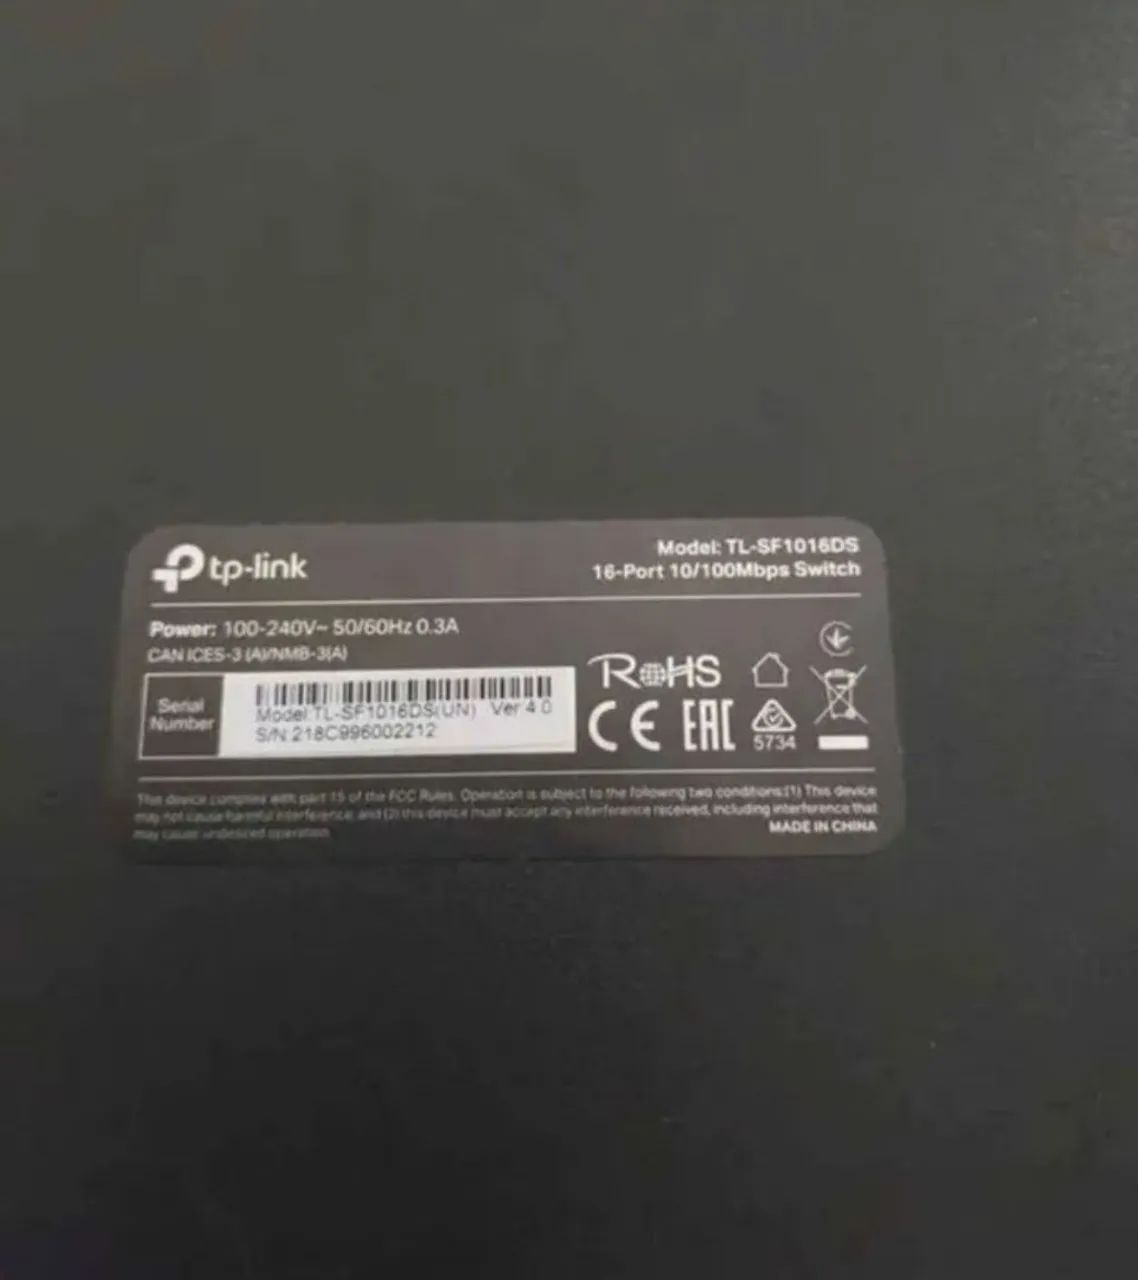 tp-link
Model: TL-SF1016DS
16-Port 10/100Mbps Switch
Power: 100-240V~ 50/60Hz 0.3A
CAN ICES-3 (A)/NMB-3(A)
Serial
Number
Model:TL-SF1016DS(UN) Ver 4.0
S/N:218C996002212
RoHS
CE EAC
5734
This device complies with part 15 of the FCC Rules. Operation is subject to the following two conditions:(1) This device
may not cause harmful interference, and (2) this device must accept any interference received, including interference that
may cause undesired operation.
MADE IN CHINA